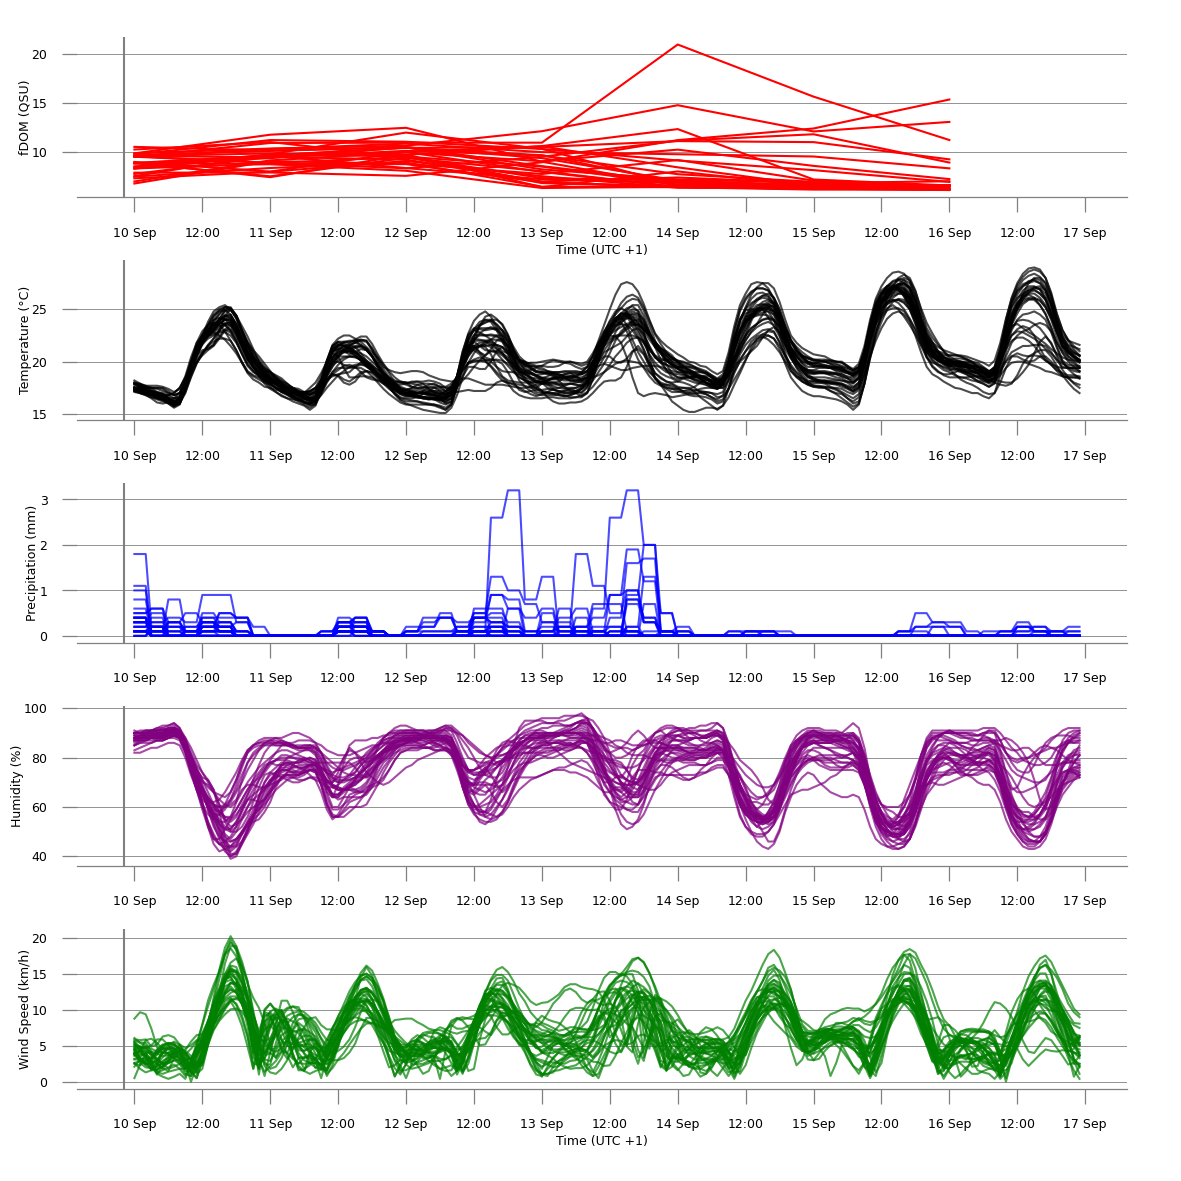 fDOM (QSU)
20
15
10
10 Sep 12:00 11 Sep 12:00 12 Sep 12:00 13 Sep 12:00 14 Sep 12:00 15 Sep 12:00 16 Sep 12:00 17 Sep
Time (UTC +1)
Temperature (°C)
25
20
15
10 Sep 12:00 11 Sep 12:00 12 Sep 12:00 13 Sep 12:00 14 Sep 12:00 15 Sep 12:00 16 Sep 12:00 17 Sep
Precipitation (mm)
3
2
1
0
10 Sep 12:00 11 Sep 12:00 12 Sep 12:00 13 Sep 12:00 14 Sep 12:00 15 Sep 12:00 16 Sep 12:00 17 Sep
Humidity (%)
100
80
60
40
10 Sep 12:00 11 Sep 12:00 12 Sep 12:00 13 Sep 12:00 14 Sep 12:00 15 Sep 12:00 16 Sep 12:00 17 Sep
Wind Speed (km/h)
20
15
10
5
0
10 Sep 12:00 11 Sep 12:00 12 Sep 12:00 13 Sep 12:00 14 Sep 12:00 15 Sep 12:00 16 Sep 12:00 17 Sep
Time (UTC +1)